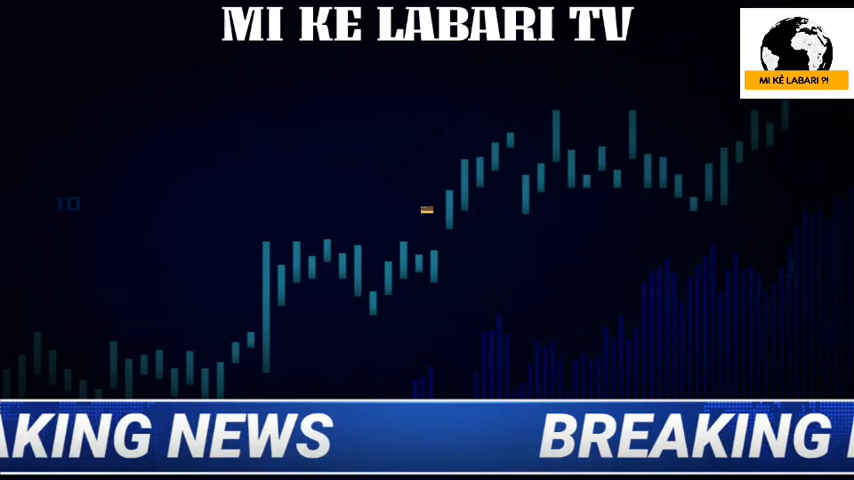 MI KE LABARI TV
MI KÉ LABARI ?!
10
AKING NEWS
BREAKING